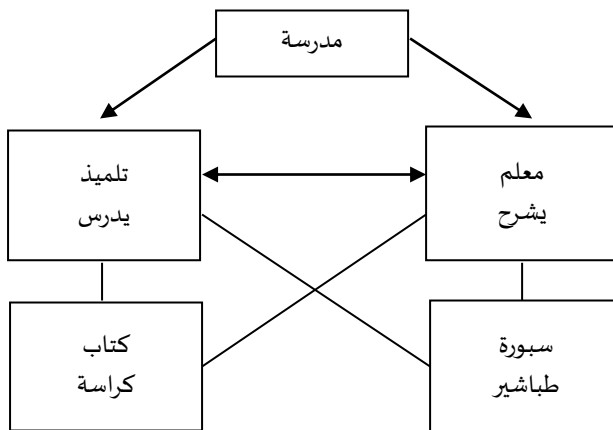 مدرسة
معلم
يشرح
تلميذ
يدرس
سبورة
طباشير
كتاب
كراسة